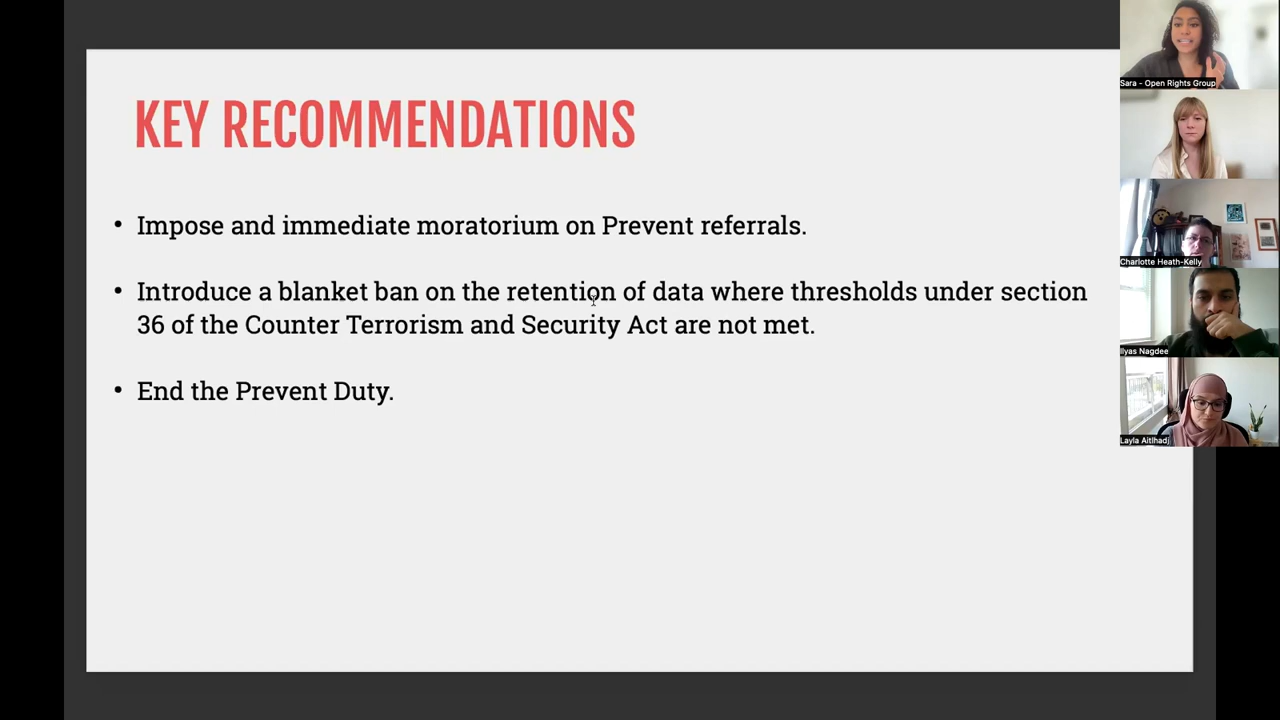 KEY RECOMMENDATIONS
• Impose and immediate moratorium on Prevent referrals.
• Introduce a blanket ban on the retention of data where thresholds under section
36 of the Counter Terrorism and Security Act are not met.
• End the Prevent Duty.
Sara - Open Rights Group
Charlotte Heath-Kelly
Ilyas Nagdee
Layla Aitlhadj